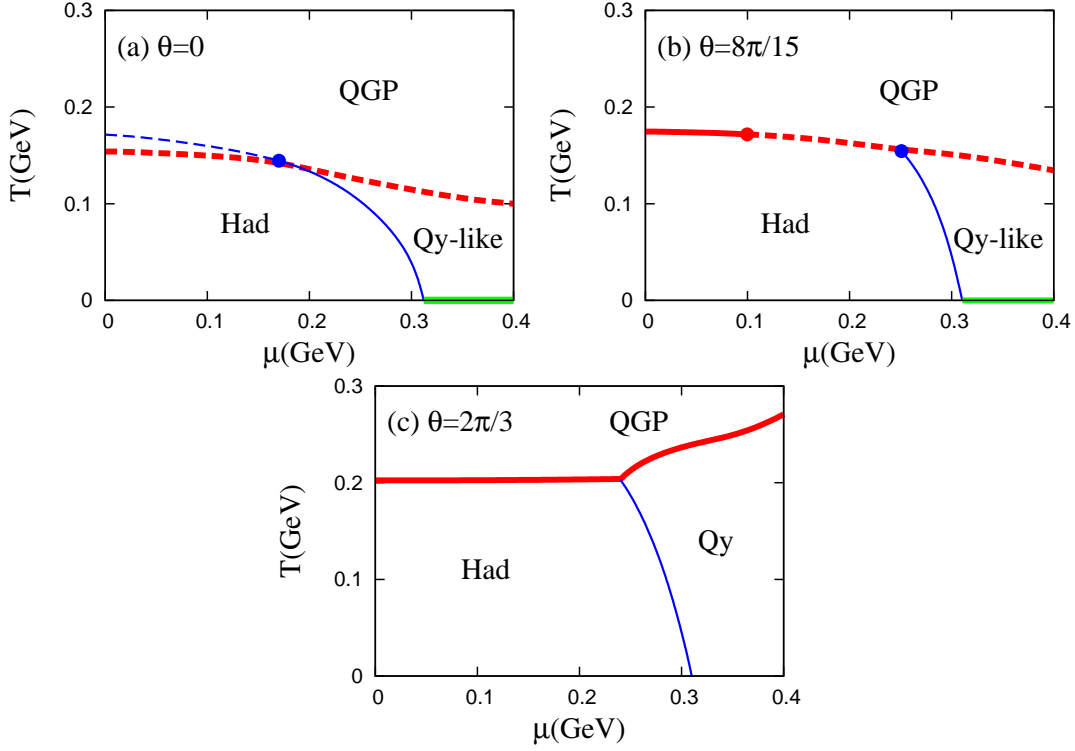 (a) θ=0
QGP
Had
Qy-like
T(GeV)
0.3
0.2
0.1
0
0 0.1 0.2 0.3 0.4
μ(GeV)
(b) θ=8π/15
QGP
Had
Qy-like
T(GeV)
0.3
0.2
0.1
0
0 0.1 0.2 0.3 0.4
μ(GeV)
(c) θ=2π/3
QGP
Had
Qy
T(GeV)
0.3
0.2
0.1
0
0 0.1 0.2 0.3 0.4
μ(GeV)